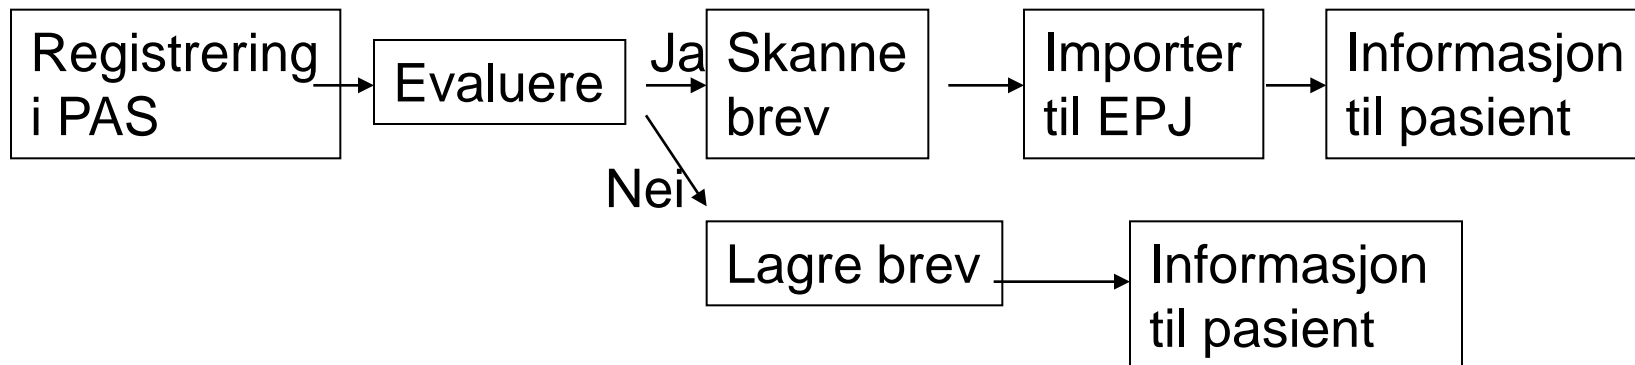 Registrering
i PAS
Evaluere
Ja
Skanne
brev
Importer
til EPJ
Informasjon
til pasient
Nei
Lagre brev
Informasjon
til pasient